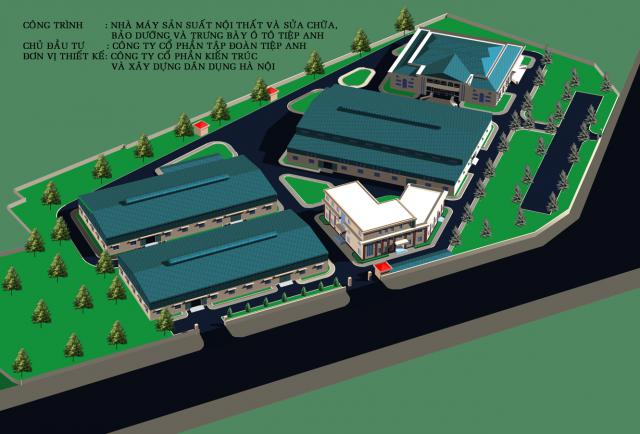 CÔNG TRÌNH : NHÀ MÁY SẢN SUẤT NỘI THẤT VÀ SỬA CHỮA,
BẢO DƯỠNG VÀ TRƯNG BÀY Ô TÔ TIỆP ANH
CHỦ ĐẦU TƯ : CÔNG TY CỔ PHẦN TẬP ĐOÀN TIỆP ANH
ĐƠN VỊ THIẾT KẾ: CÔNG TY CỔ PHẦN KIẾN TRÚC
VÀ XÂY DỰNG DÂN DỤNG HÀ NỘI